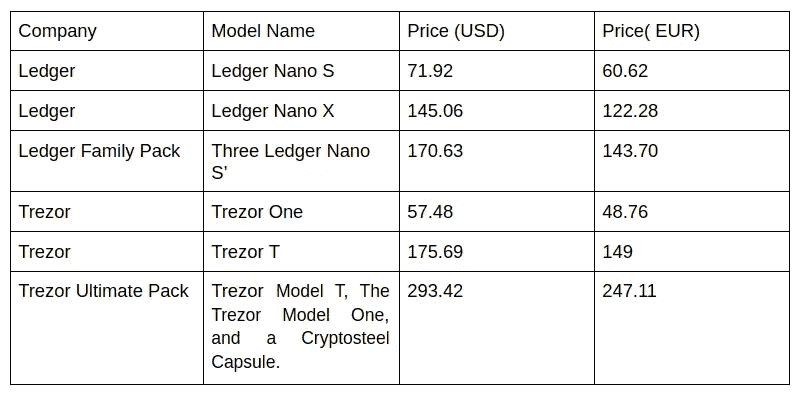 Company Model Name Price (USD) Price( EUR)
Ledger Ledger Nano S 71.92 60.62
Ledger Ledger Nano X 145.06 122.28
Ledger Family Pack Three Ledger Nano 170.63 143.70
S’
Trezor Trezor One 57.48 48.76
Trezor Trezor T 175.69 149
Trezor Ultimate Pack Trezor Model T, The 293.42 247.11
Trezor Model One,
and a Cryptosteel
Capsule.